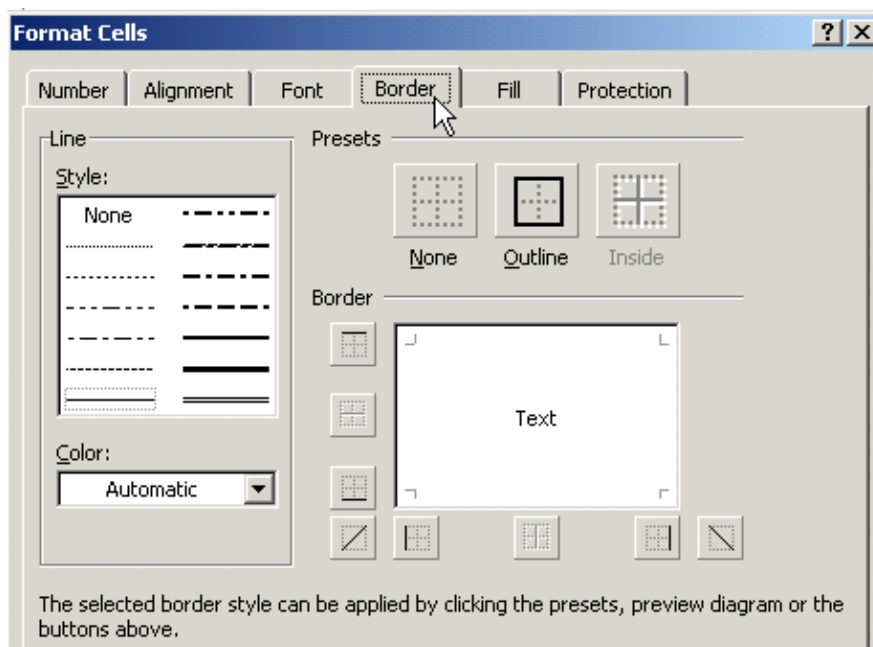 Format Cells
Number Alignment Font Border Fill Protection
Line
Style:
None
Color:
Automatic
Presets
None Outline Inside
Border
Text
The selected border style can be applied by clicking the presets, preview diagram or the
buttons above.